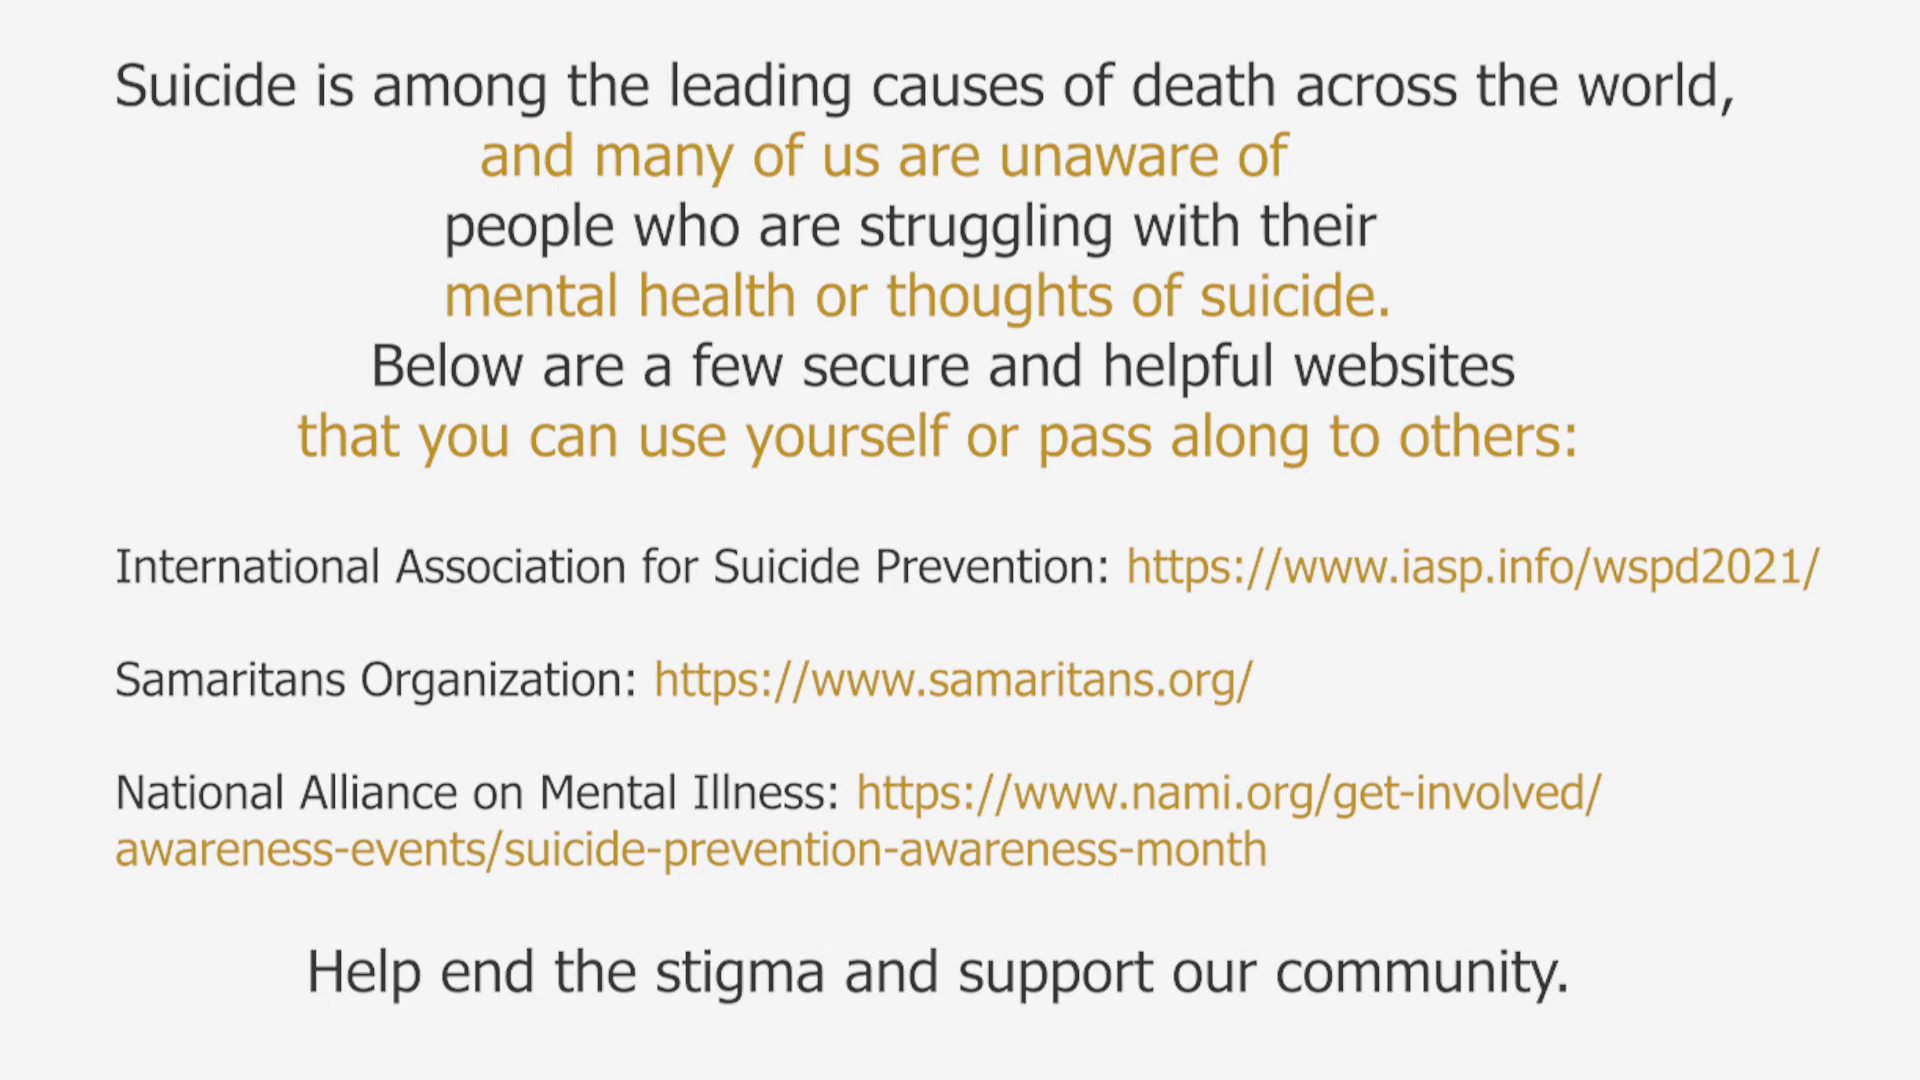 Suicide is among the leading causes of death across the world,
and many of us are unaware of
people who are struggling with their
mental health or thoughts of suicide.
Below are a few secure and helpful websites
that you can use yourself or pass along to others:
International Association for Suicide Prevention: https://www.iasp.info/wspd2021/
Samaritans Organization: https://www.samaritans.org/
National Alliance on Mental Illness: https://www.nami.org/get-involved/
awareness-events/suicide-prevention-awareness-month
Help end the stigma and support our community.